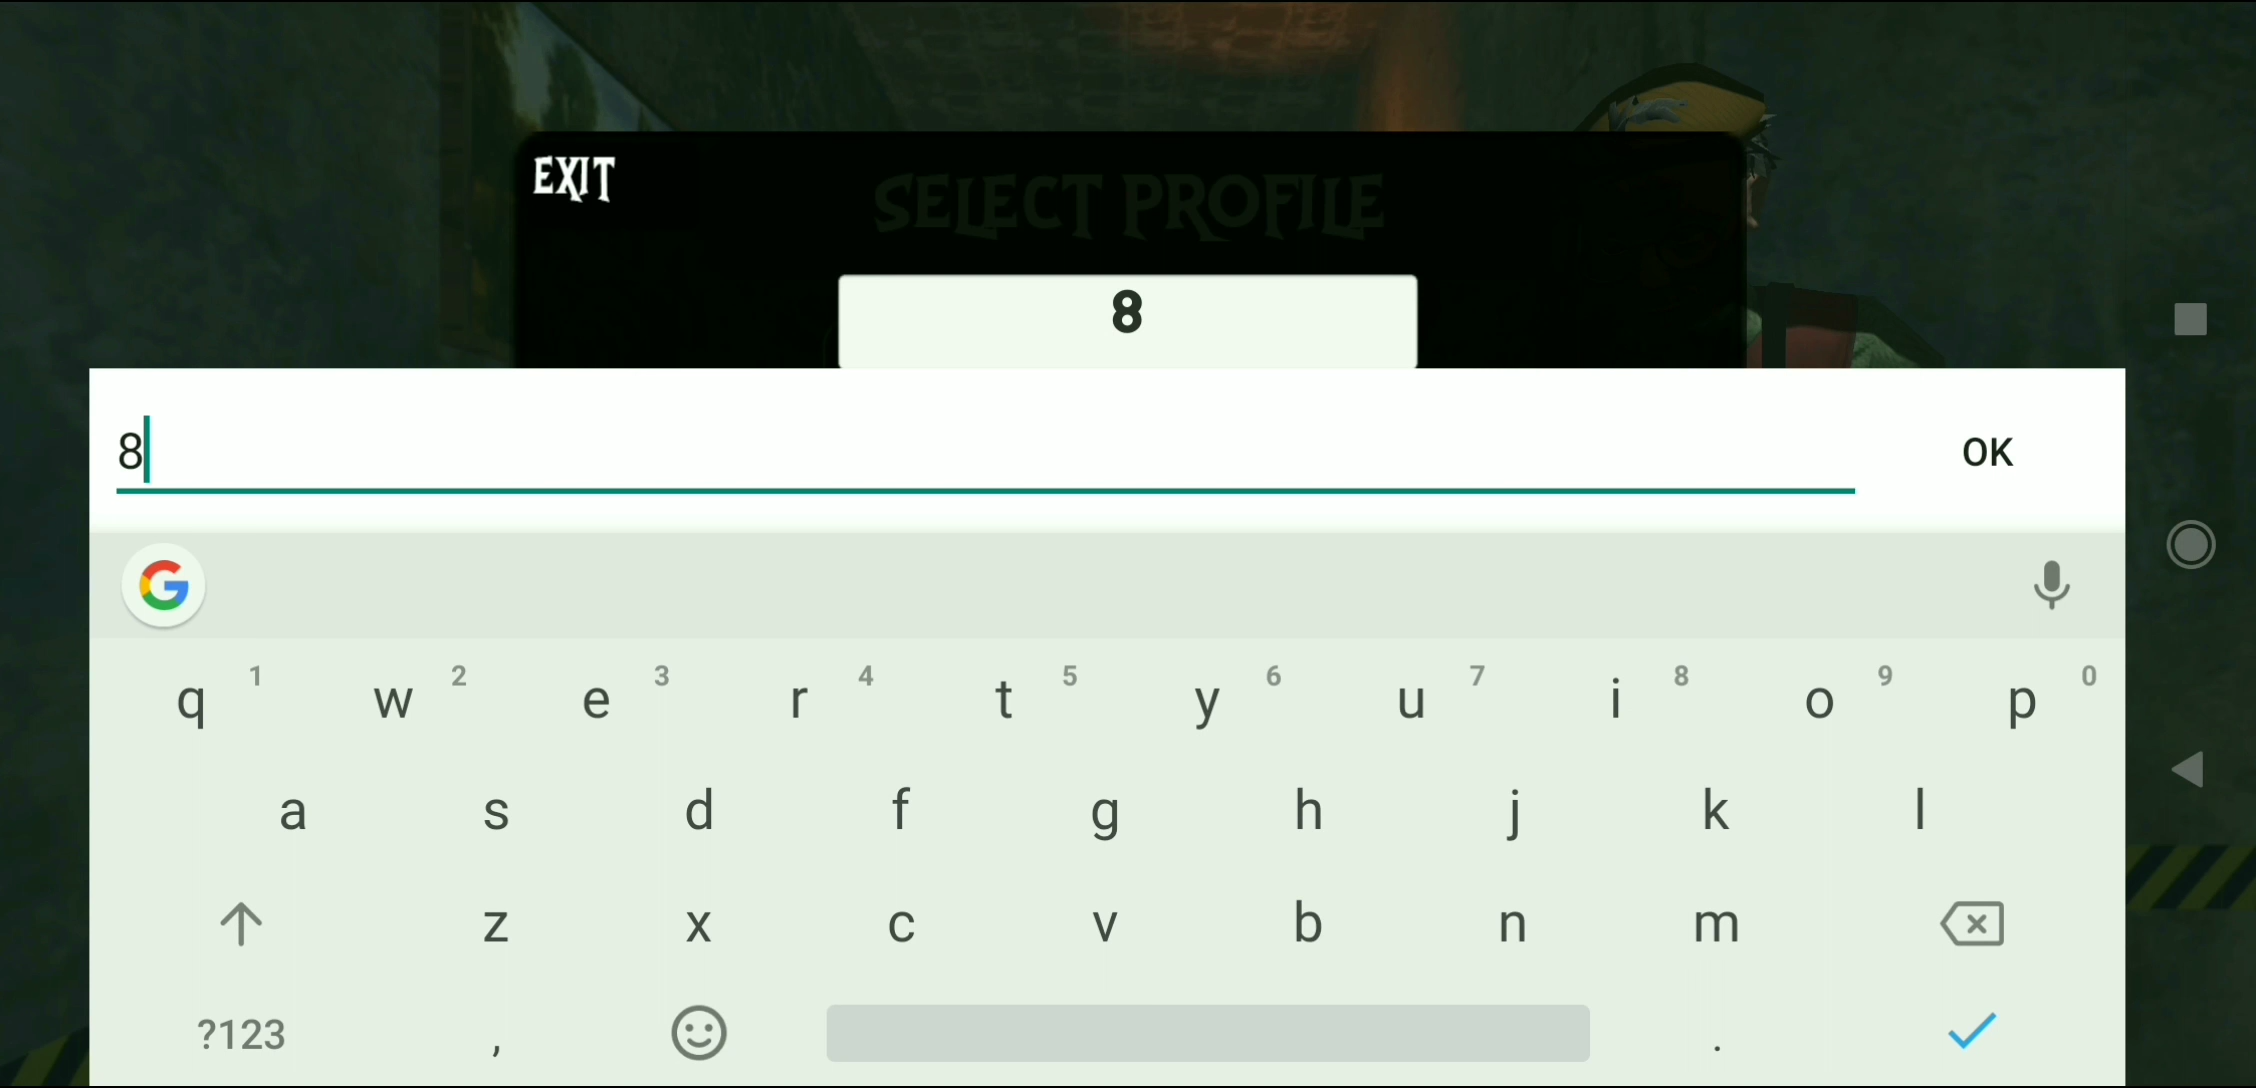 EXIT
SELECT PROFILE
8
8
OK
q 1 w 2 e 3 r 4 t 5 y 6 u 7 i 8 o 9 p 0
a s d f g h j k l
z x c v b n m
?123 , .